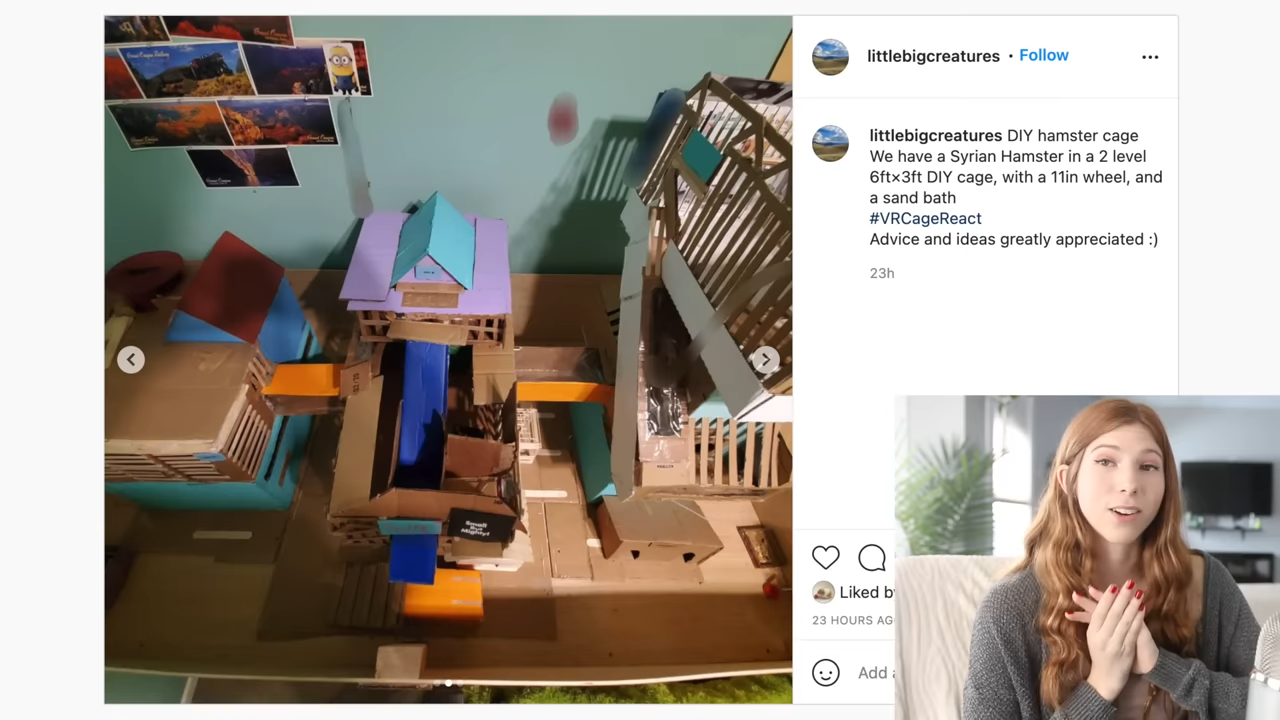 littlebigcreatures • Follow
littlebigcreatures DIY hamster cage
We have a Syrian Hamster in a 2 level
6ft×3ft DIY cage, with a 11in wheel, and
a sand bath
#VRCageReact
Advice and ideas greatly appreciated :)
23h
Small
But
Mighty!
Liked b
23 HOURS AG
Add